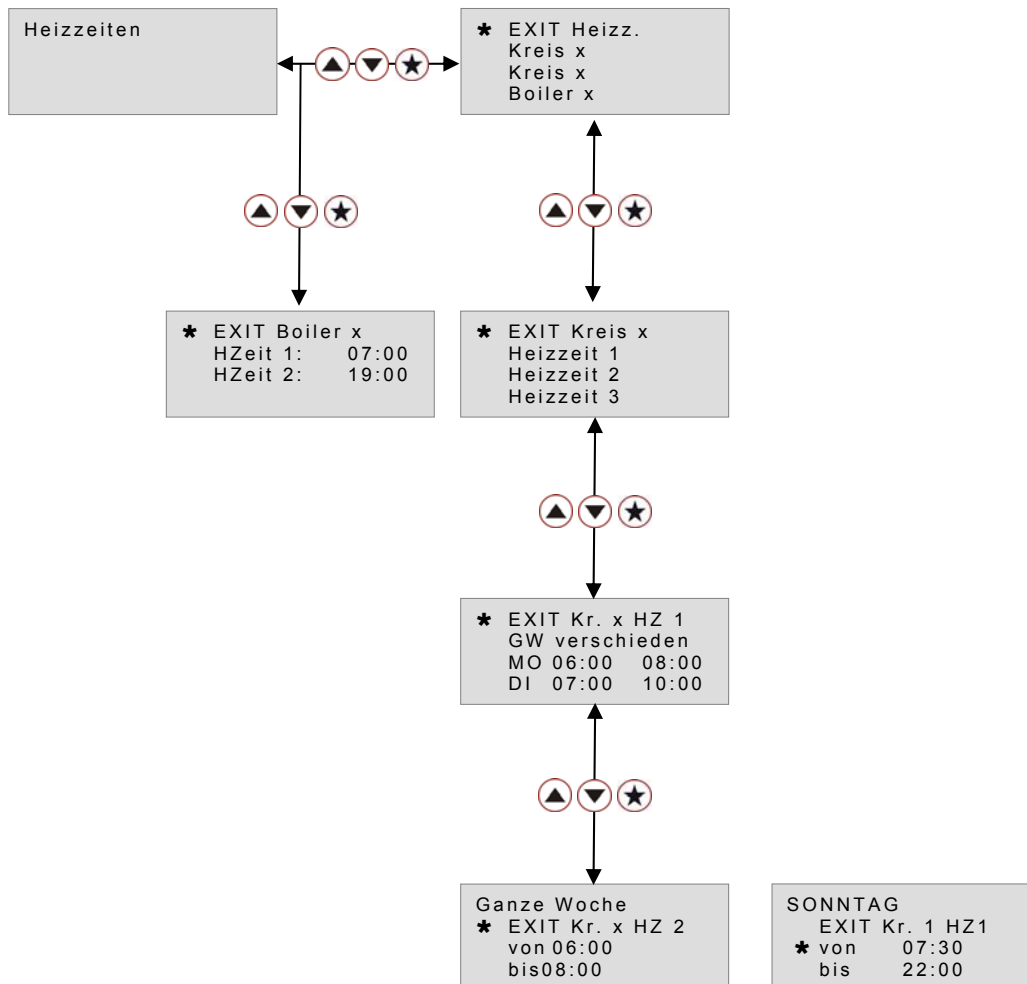 Heizzeiten
* EXIT Heizz.
Kreis x
Kreis x
Boiler x
* EXIT Boiler x
HZeit 1: 07:00
HZeit 2: 19:00
* EXIT Kreis x
Heizzeit 1
Heizzeit 2
Heizzeit 3
* EXIT Kr. x HZ 1
GW verschieden
MO 06:00 08:00
DI 07:00 10:00
Ganze Woche
* EXIT Kr. x HZ 2
von 06:00
bis08:00
SONNTAG
EXIT Kr. 1 HZ1
* von 07:30
bis 22:00